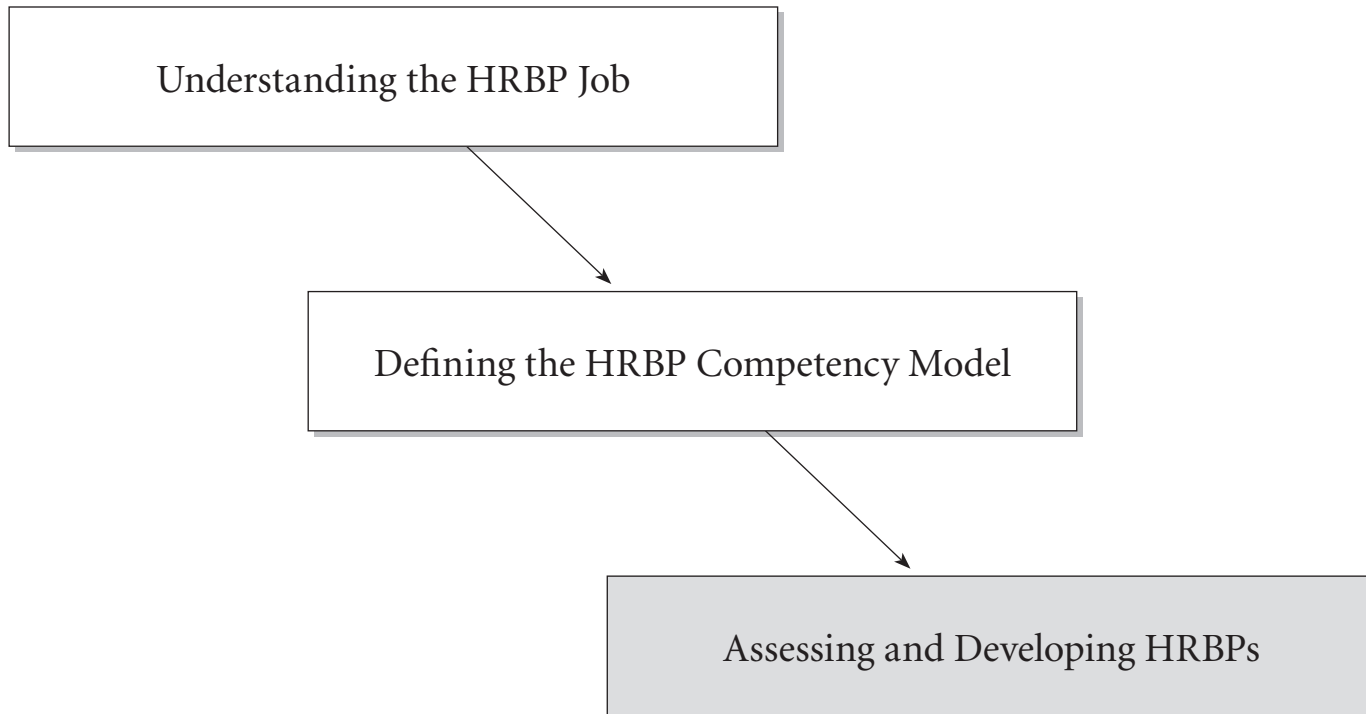 Understanding the HRBP Job
Defining the HRBP Competency Model
Assessing and Developing HRBPs